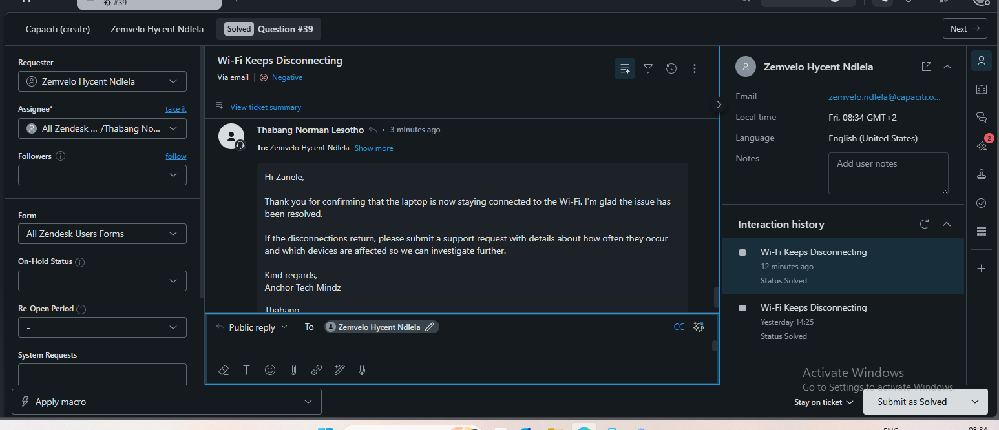 #39
Capaciti (create)
Zemvelo Hycent Ndlela
Solved Question #39
Next
Requester
Zemvelo Hycent Ndlela
Assignee*
take it
All Zendesk ... /Thabang No...
Followers
follow
Form
All Zendesk Users Forms
On-Hold Status
-
Re-Open Period
-
System Requests
Wi-Fi Keeps Disconnecting
Via email
Negative
View ticket summary
Thabang Norman Lesotho • 3 minutes ago
To: Zemvelo Hycent Ndlela Show more
Hi Zanele,
Thank you for confirming that the laptop is now staying connected to the Wi-Fi. I'm glad the issue has
been resolved.
If the disconnections return, please submit a support request with details about how often they occur
and which devices are affected so we can investigate further.
Kind regards,
Anchor Tech Mindz
Thabang
Public reply
To
Zemvelo Hycent Ndlela
CC
Zemvelo Hycent Ndlela
Email
zemvelo.ndlela@capaciti.o...
Local time
Fri, 08:34 GMT+2
Language
English (United States)
Notes
Add user notes
Interaction history
Wi-Fi Keeps Disconnecting
12 minutes ago
Status Solved
Wi-Fi Keeps Disconnecting
Yesterday 14:25
Status Solved
2
Activate Windows
Go to Settings to activate Windows.
Apply macro
Stay on ticket
Submit as Solved
ENG
08:34